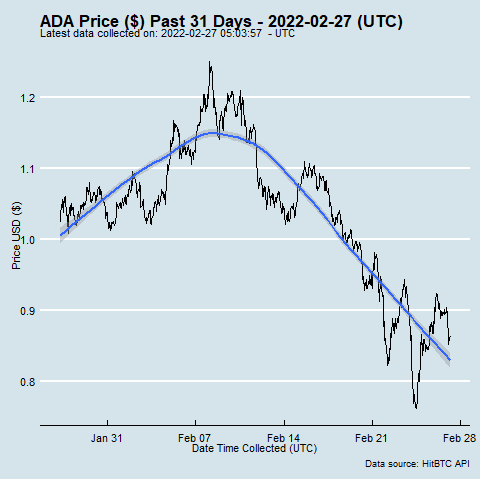 ADA Price ($) Past 31 Days - 2022-02-27 (UTC)
Latest data collected on: 2022-02-27 05:03:57 - UTC
1.2
1.1
1.0
0.9
0.8
Price USD ($)
Jan 31 Feb 07 Feb 14 Feb 21 Feb 28
Date Time Collected (UTC)
Data source: HitBTC API